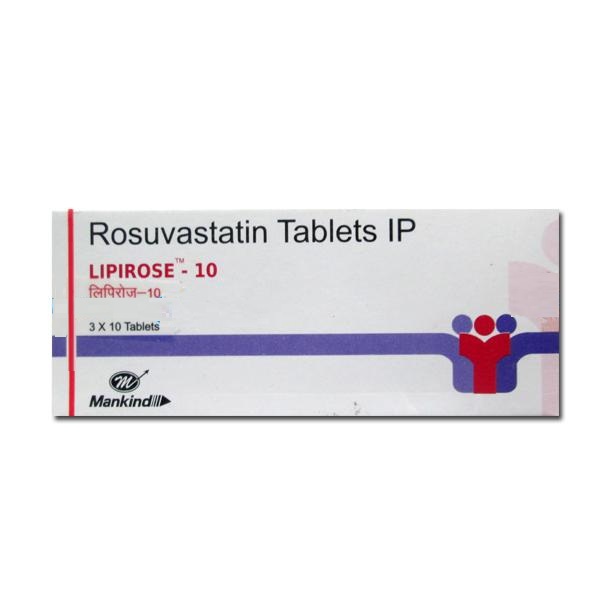 Rosuvastatin Tablets IP
LIPIROSE™- 10
लिपिरोज–10
3 X 10 Tablets
m
Mankind